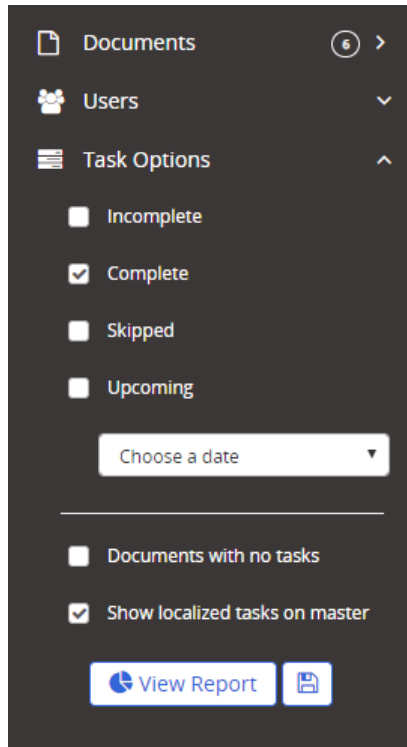 Documents 6
Users
Task Options
Incomplete
Complete
Skipped
Upcoming
Choose a date
Documents with no tasks
Show localized tasks on master
View Report